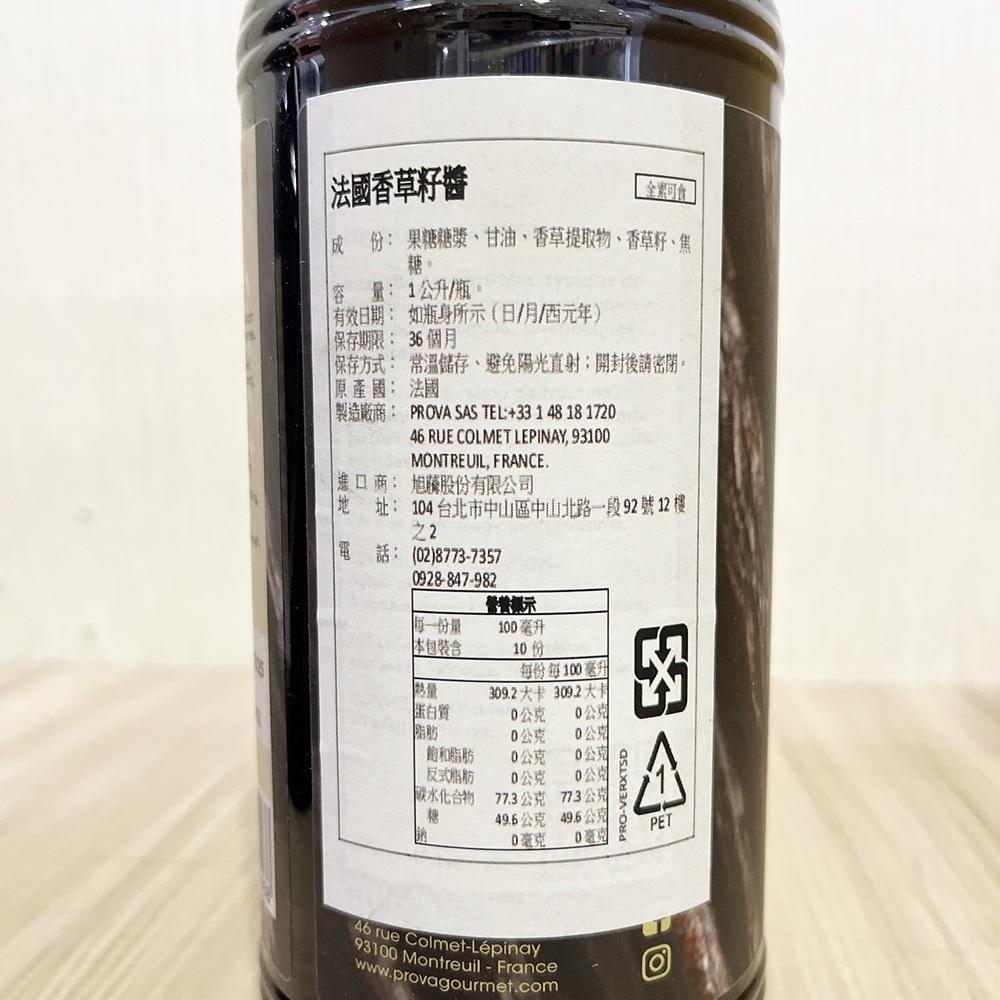 法國香草籽醬
全素可食
成 份： 果糖糖漿、甘油、香草提取物、香草籽、焦
糖。
容 量： 1 公升/瓶。
有效日期： 如瓶身所示（日/月/西元年）
保存期限： 36 個月
保存方式： 常溫儲存、避免陽光直射；開封後請密閉。
原 產 國： 法國
製造廠商： PROVA SAS TEL:+33 1 48 18 1720
46 RUE COLMET LEPINAY, 93100
MONTREUIL, FRANCE.
進 口 商： 旭藤股份有限公司
地 址： 104 台北市中山區中山北路一段 92 號 12 樓
之 2
電 話： (02)8773-7357
0928-847-982
營養標示
每一份量 100 毫升
本包裝含 10 份
每份 每 100 毫升
熱量 309.2 大卡 309.2 大卡
蛋白質 0 公克 0 公克
脂肪 0 公克 0 公克
飽和脂肪 0 公克 0 公克
反式脂肪 0 公克 0 公克
碳水化合物 77.3 公克 77.3 公克
糖 49.6 公克 49.6 公克
鈉 0 毫克 0 毫克
PRO-VERXTSD
1
PET
46 rue Colmet-Lépinay
93100 Montreuil - France
www.provagourmet.com